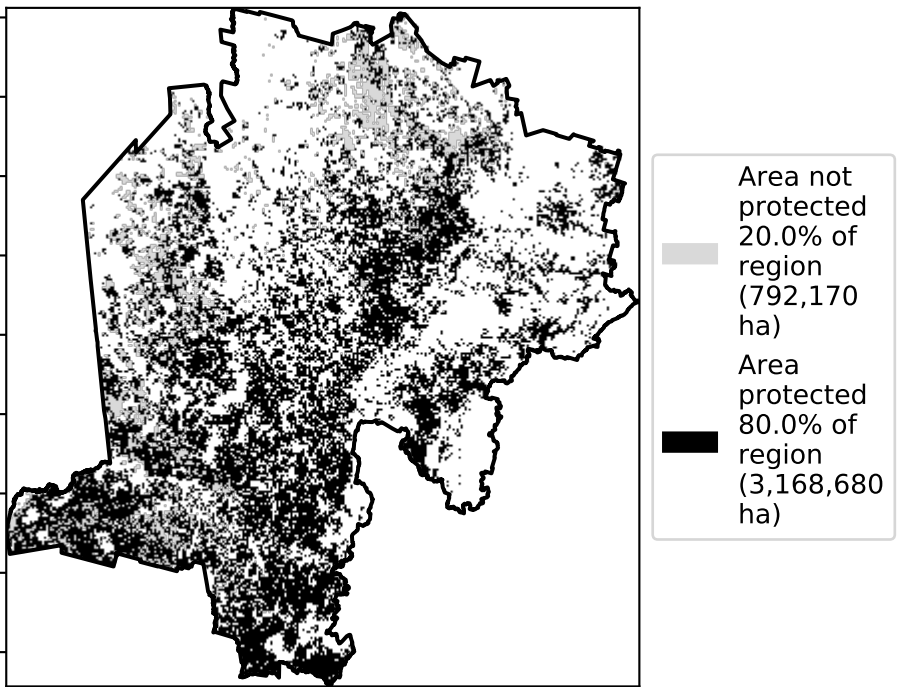 Area not
protected
20.0% of
region
(792,170
ha)
Area
protected
80.0% of
region
(3,168,680
ha)